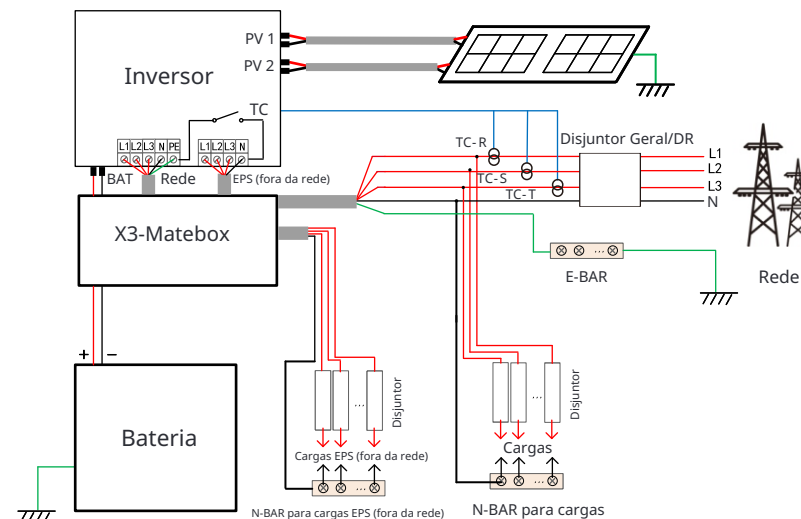 PV 1
PV 2
Inversor
TC
L1 L2 L3 N PE
L1 L2 L3 N
BAT
Rede
EPS (fora da rede)
TC-R
TC-S
TC-T
Disjuntor Geral/DR
L1
L2
L3
N
X3-Matebox
E-BAR
Rede
+
−
Bateria
...
Disjuntor
Cargas EPS (fora da rede)
...
N-BAR para cargas EPS (fora da rede)
...
Disjuntor
Cargas
...
N-BAR para cargas